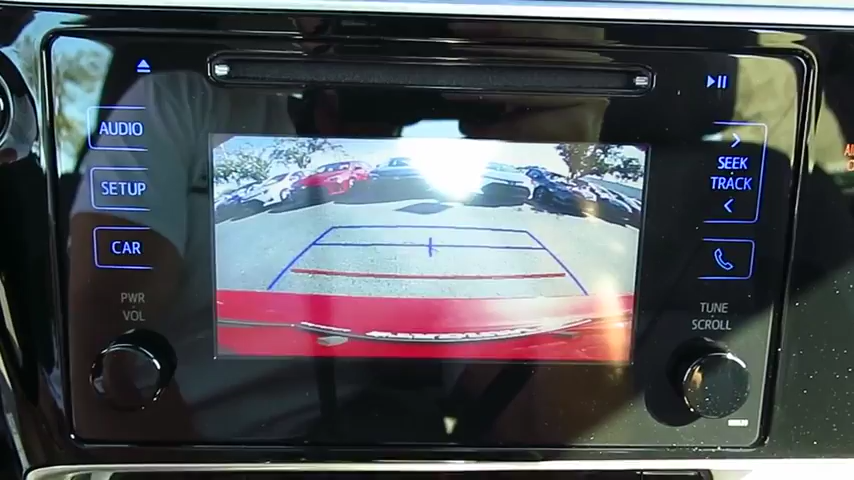 AUDIO
SETUP
CAR
PWR
VOL
SEEK
TRACK
TUNE
SCROLL